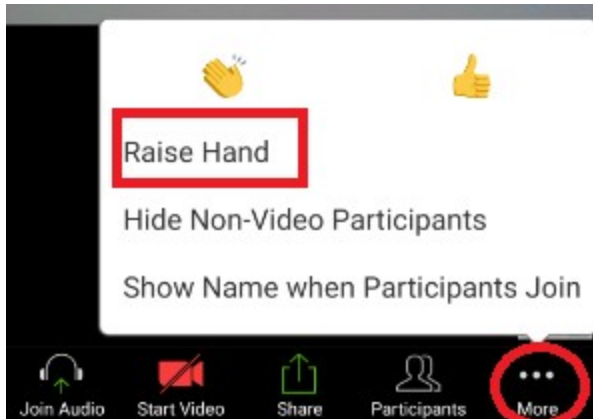 Raise Hand
Hide Non-Video Participants
Show Name when Participants Join
Join Audio Start Video Share Participants More